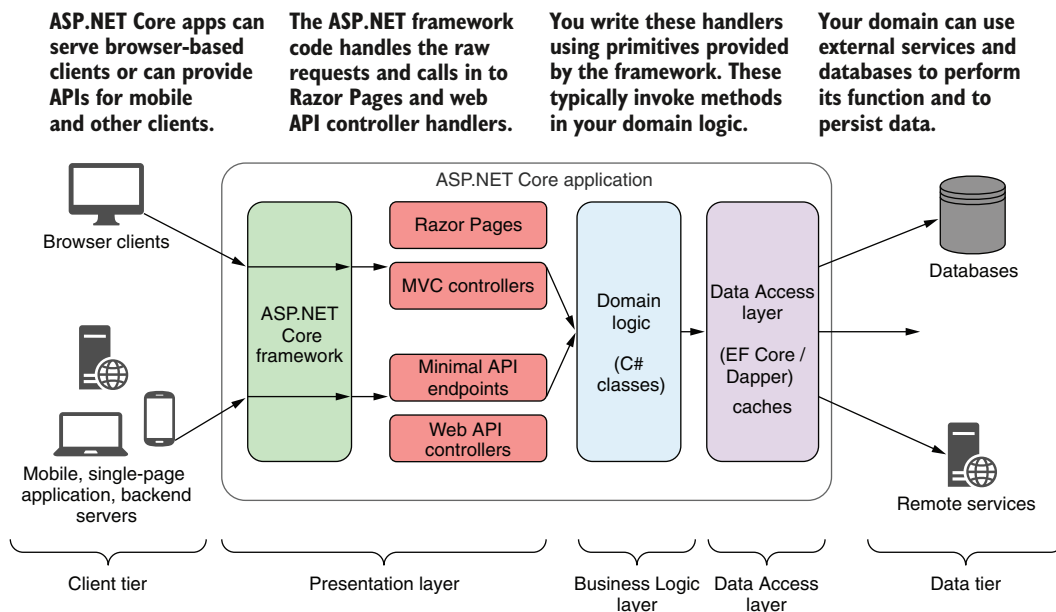 ASP.NET Core apps can
serve browser-based
clients or can provide
APIs for mobile
and other clients.
The ASP.NET framework
code handles the raw
requests and calls in to
Razor Pages and web
API controller handlers.
You write these handlers
using primitives provided
by the framework. These
typically invoke methods
in your domain logic.
Your domain can use
external services and
databases to perform
its function and to
persist data.
ASP.NET Core application
Browser clients
Mobile, single-page
application, backend
servers
ASP.NET
Core
framework
Razor Pages
MVC controllers
Minimal API
endpoints
Web API
controllers
Domain
logic
(C#
classes)
Data Access
layer
(EF Core /
Dapper)
caches
Databases
Remote services
Client tier
Presentation layer
Business Logic
layer
Data Access
layer
Data tier